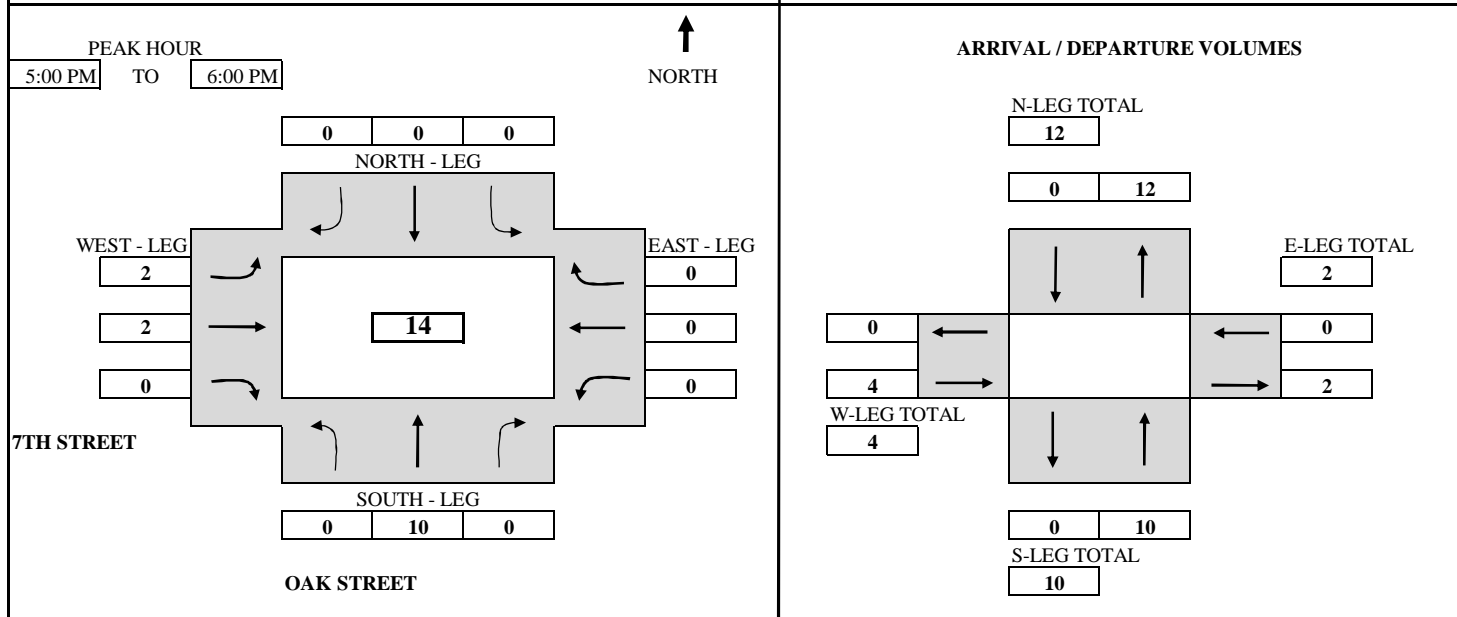 PEAK HOUR
5:00 PM TO 6:00 PM
NORTH
0 0 0
NORTH - LEG
WEST - LEG
2
2
0
14
EAST - LEG
0
0
0
7TH STREET
SOUTH - LEG
0 10 0
OAK STREET
ARRIVAL / DEPARTURE VOLUMES
N-LEG TOTAL
12
0 12
E-LEG TOTAL
2
0 0
4 2
W-LEG TOTAL
4
0 10
S-LEG TOTAL
10